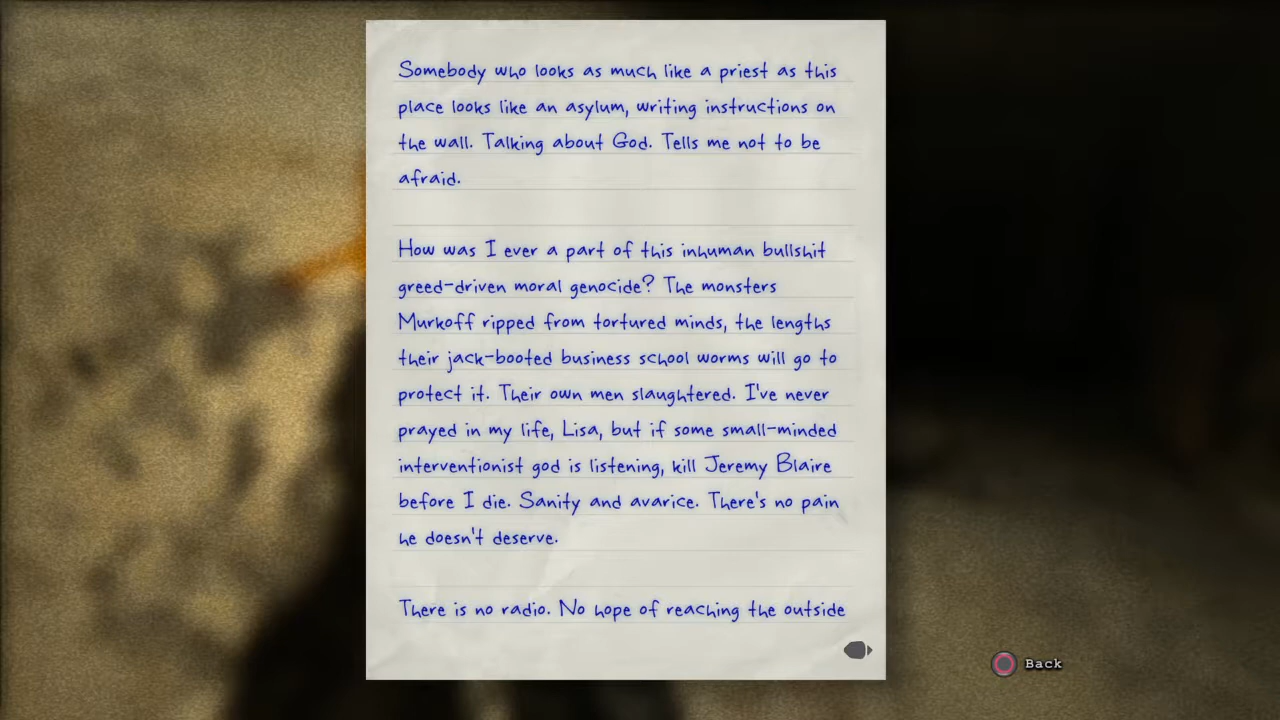 Somebody who looks as much like a priest as this
place looks like an asylum, writing instructions on
the wall. Talking about God. Tells me not to be
afraid.
How was I ever a part of this inhuman bullshit
greed-driven moral genocide? The monsters
Murkoff ripped from tortured minds, the lengths
their jack-booted business school worms will go to
protect it. Their own men slaughtered. I've never
prayed in my life, Lisa, but if some small-minded
interventionist god is listening, kill Jeremy Blaire
before I die. Sanity and avarice. There's no pain
he doesn't deserve.
There is no radio. No hope of reaching the outside
Back